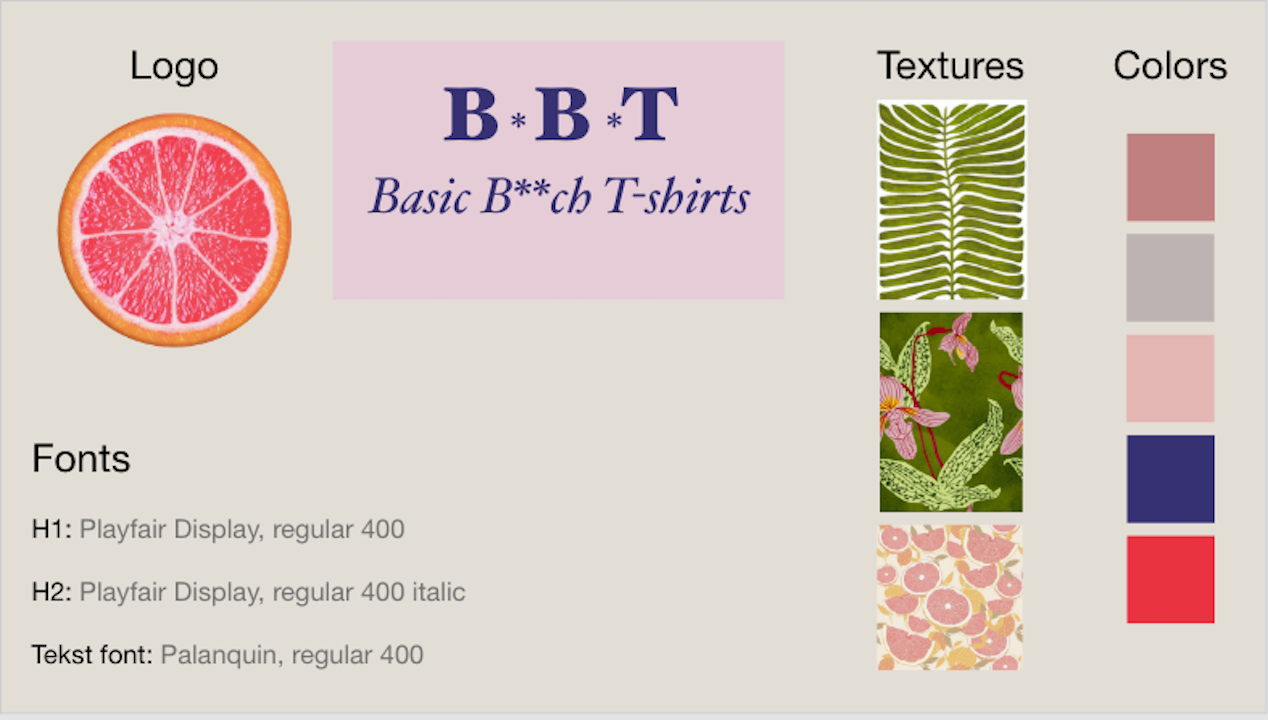 Logo
B*B*T
Basic B**ch T-shirts
Textures
Colors
Fonts
H1: Playfair Display, regular 400
H2: Playfair Display, regular 400 italic
Tekst font: Palanquin, regular 400